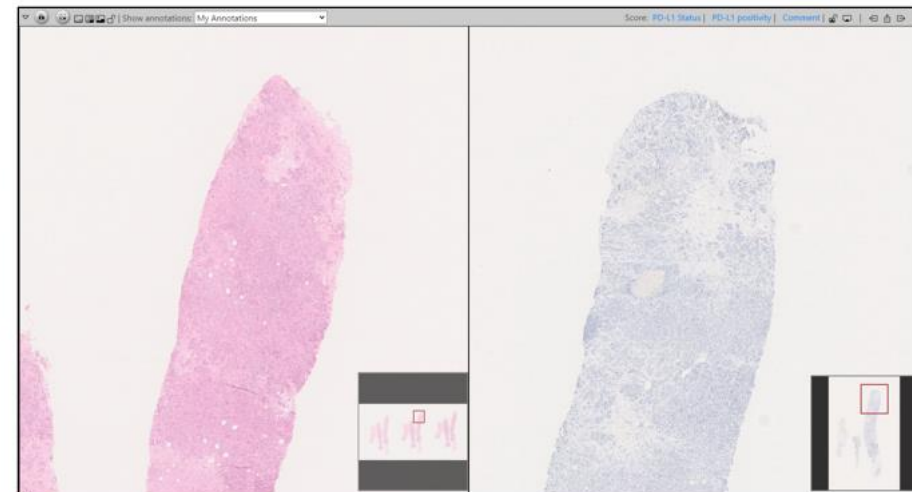 Show annotations: My Annotations
Score: PD-L1 Status | PD-L1 positivity | Comment |